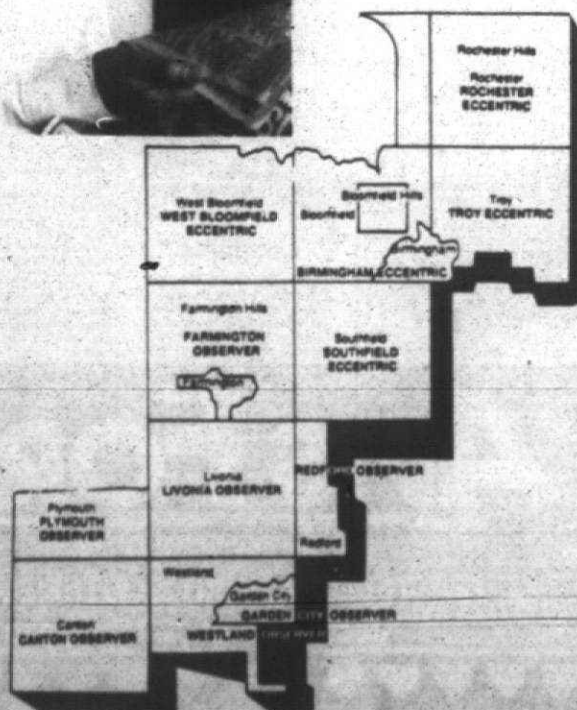 Rochester Hills
Rochester
ROCHESTER
ECCENTRIC
West Bloomfield
WEST BLOOMFIELD
ECCENTRIC
Bloomfield Hills
Bloomfield
Birmingham
BIRMINGHAM ECCENTRIC
Troy
TROY ECCENTRIC
Farmington Hills
FARMINGTON
OBSERVER
Farmington
Southfield
SOUTHFIELD
ECCENTRIC
Livonia
LIVONIA OBSERVER
REDFORD OBSERVER
Redford
Plymouth
PLYMOUTH
OBSERVER
Westland
Garden City
GARDEN CITY OBSERVER
WESTLAND OBSERVER
Canton
CANTON OBSERVER